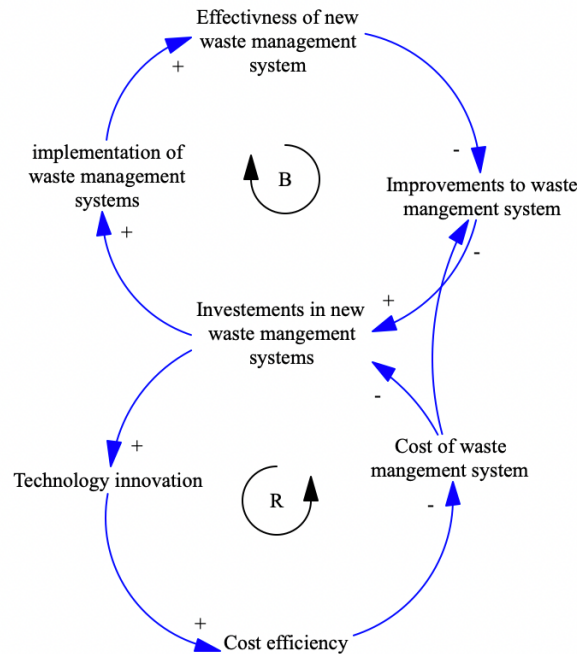 Effectivness of new
waste management
system
+
implementation of
waste management
systems
B
-
Improvements to waste
mangement system
+
-
+
Investements in new
waste mangement
systems
-
Cost of waste
mangement system
+
Technology innovation
R
-
+
Cost efficiency